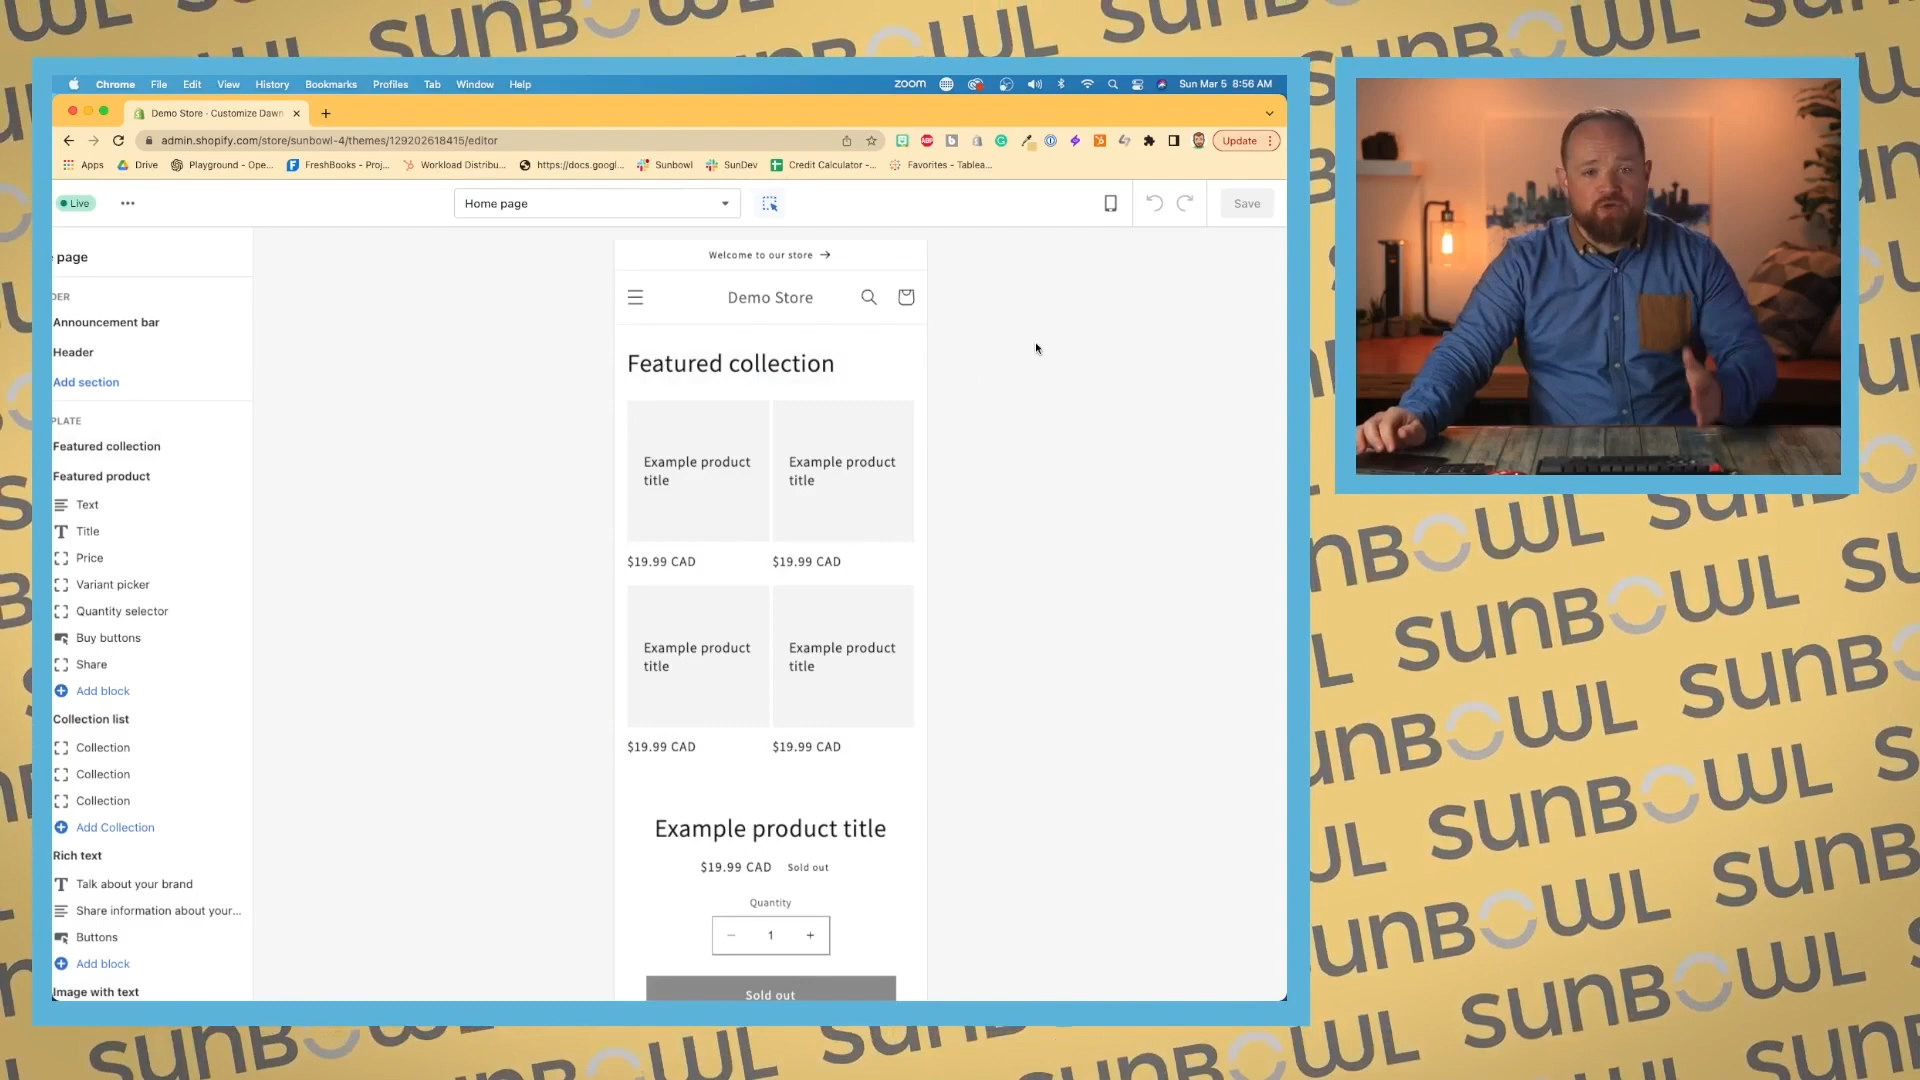 SUNBOWL
Chrome File Edit View History Bookmarks Profiles Tab Window Help
zoom
Sun Mar 5 8:56 AM
Demo Store · Customize Dawn
admin.shopify.com/store/sunbowl-4/themes/129202618415/editor
Update
Apps Drive Playground - Ope... FreshBooks - Proj... Workload Distribu... https://docs.googl... Sunbowl SunDev Credit Calculator -... Favorites - Tablea...
Live
Home page
Save
page
DER
Announcement bar
Header
Add section
PLATE
Featured collection
Featured product
Text
Title
Price
Variant picker
Quantity selector
Buy buttons
Share
Add block
Collection list
Collection
Collection
Collection
Add Collection
Rich text
Talk about your brand
Share information about your...
Buttons
Add block
Image with text
Welcome to our store →
Demo Store
Featured collection
Example product
title
Example product
title
$19.99 CAD
$19.99 CAD
Example product
title
Example product
title
$19.99 CAD
$19.99 CAD
Example product title
$19.99 CAD Sold out
Quantity
− 1 +
Sold out
SUNBOWL
SUNBOWL
SUNBOWL
SUNBOWL